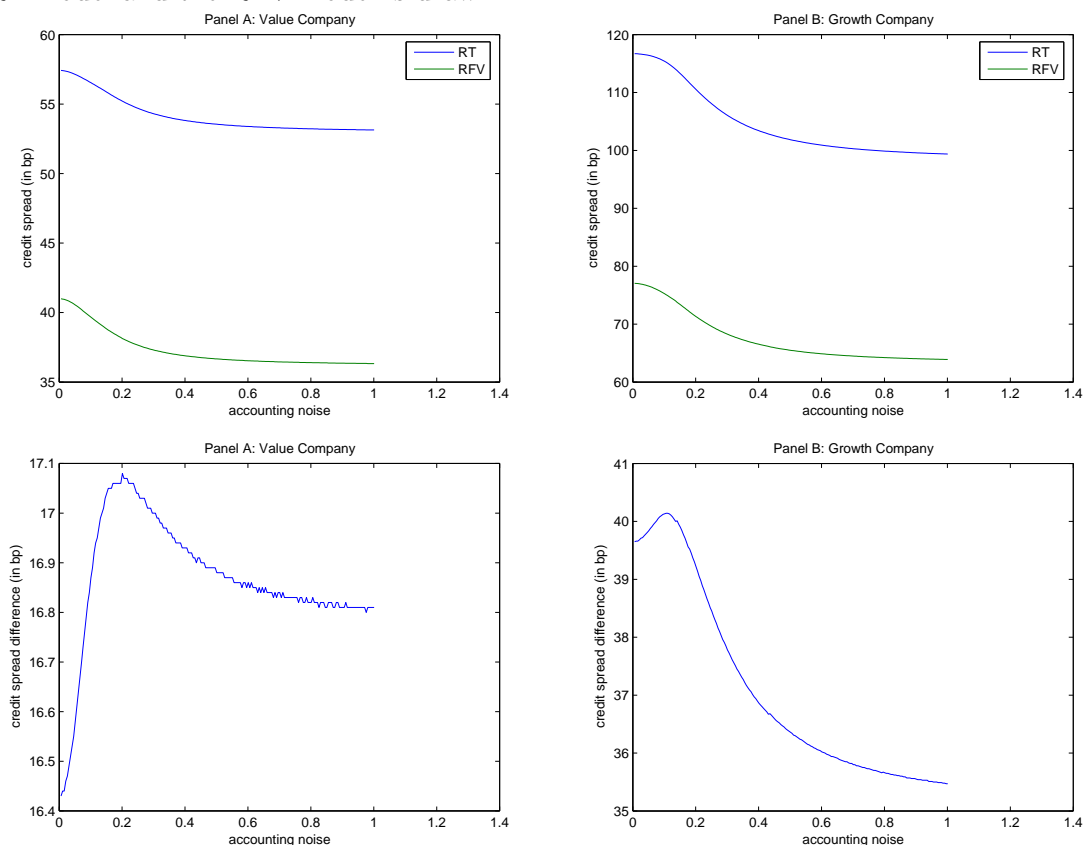 Panel A: Value Company
60
55
50
45
40
35
credit spread (in bp)
RT
RFV
0 0.2 0.4 0.6 0.8 1 1.2 1.4
accounting noise
Panel B: Growth Company
120
110
100
90
80
70
60
credit spread (in bp)
RT
RFV
0 0.2 0.4 0.6 0.8 1 1.2 1.4
accounting noise
Panel A: Value Company
17.1
17
16.9
16.8
16.7
16.6
16.5
16.4
credit spread difference (in bp)
0 0.2 0.4 0.6 0.8 1 1.2 1.4
accounting noise
Panel B: Growth Company
41
40
39
38
37
36
35
credit spread difference (in bp)
0 0.2 0.4 0.6 0.8 1 1.2 1.4
accounting noise